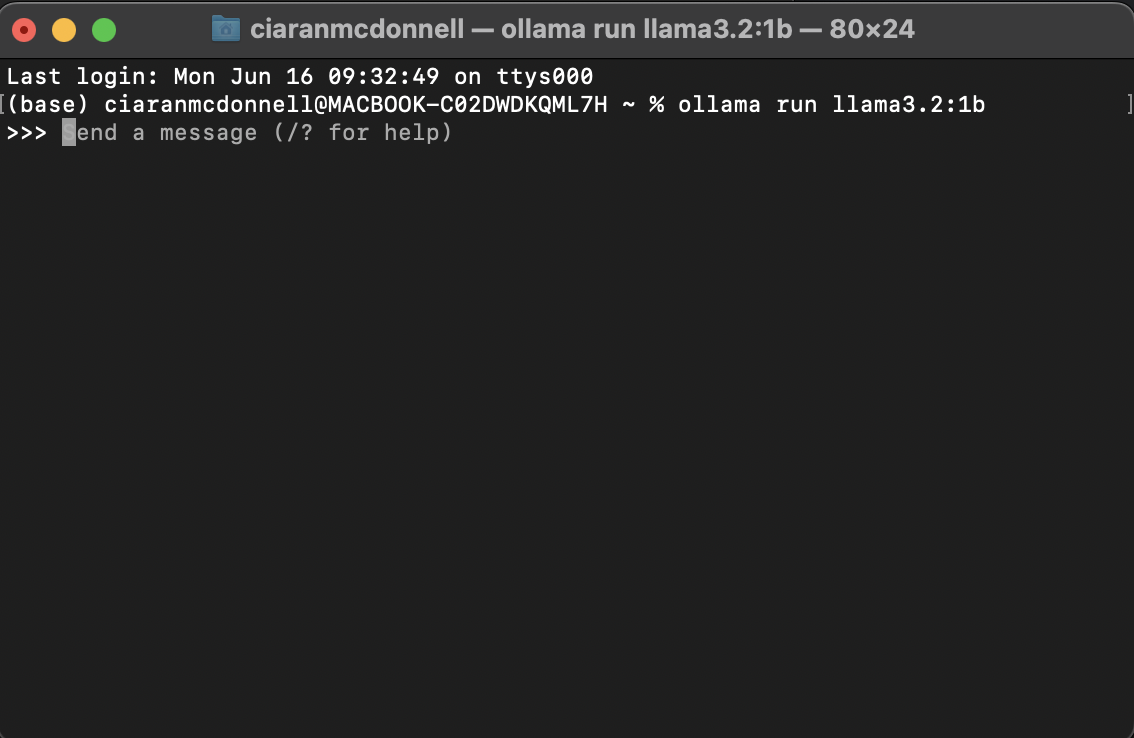 ciaranmcdonnell — ollama run llama3.2:1b — 80×24
Last login: Mon Jun 16 09:32:49 on ttys000
[(base) ciaranmcdonnell@MACBOOK-C02DWDKQML7H ~ % ollama run llama3.2:1b ]
>>> Send a message (/? for help)